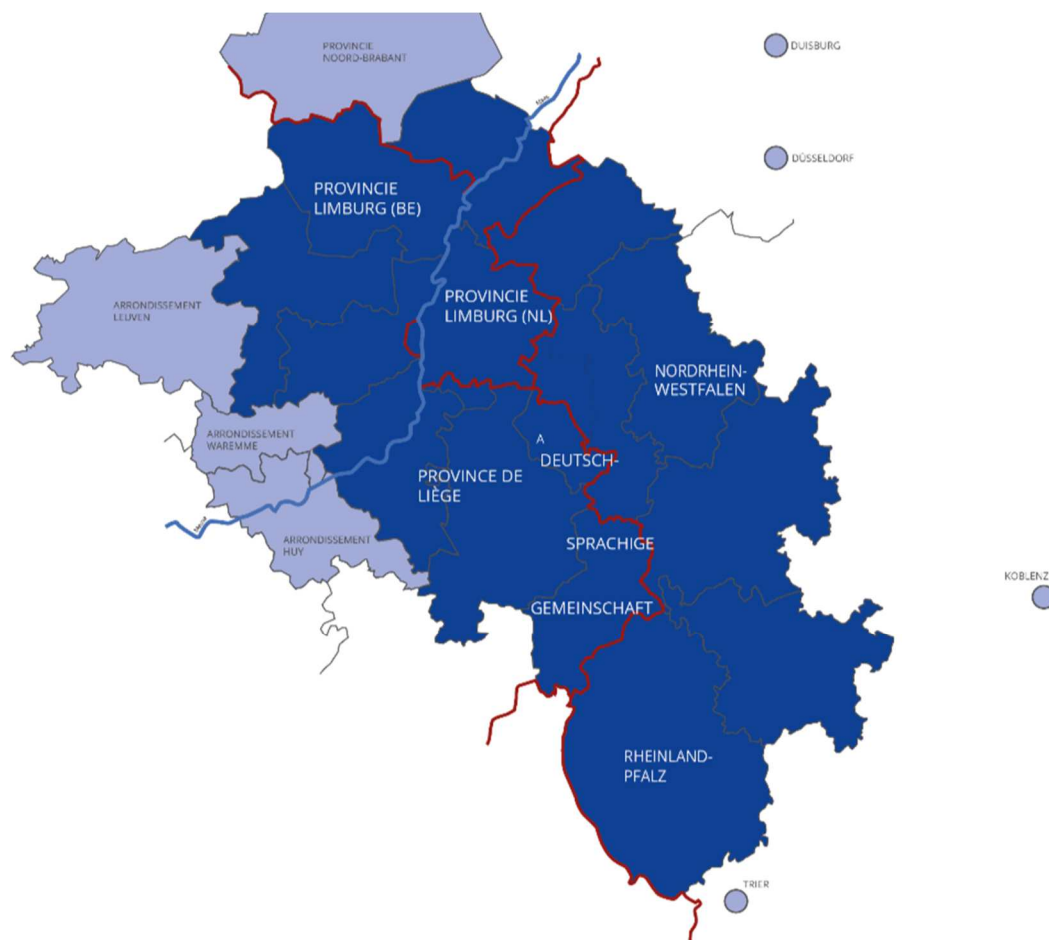 PROVINCIE
NOORD-BRABANT
DUISBURG
DÜSSELDORF
PROVINCIE
LIMBURG (BE)
ARRONDISSEMENT
LEUVEN
PROVINCIE
LIMBURG (NL)
NORDRHEIN-
WESTFALEN
ARRONDISSEMENT
WAREMME
A
DEUTSCH-
PROVINCE DE
LIÈGE
ARRONDISSEMENT
HUY
SPRACHIGE
GEMEINSCHAFT
KOBLENZ
RHEINLAND-
PFALZ
TRIER